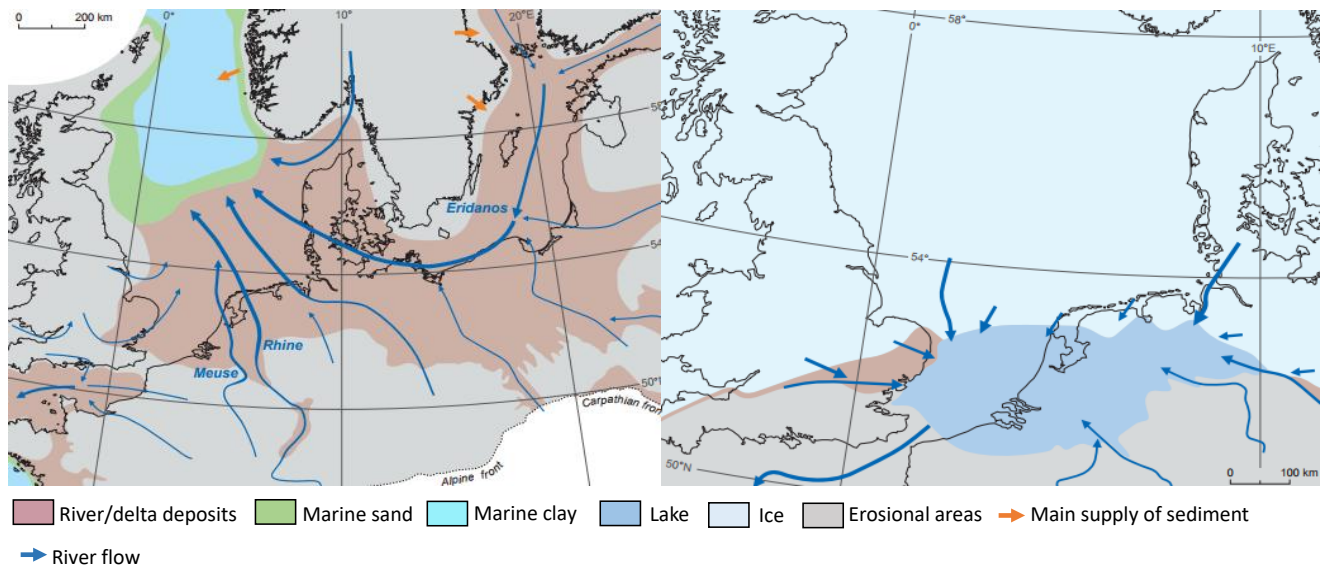 0 200 km
0°
10°
20°
55
Eridanos
54
Rhine
Meuse
50°
Carpathian front
Alpine front
0°
58°
10°E
54°
50°N
0 100 km
River/delta deposits
Marine sand
Marine clay
Lake
Ice
Erosional areas
Main supply of sediment
River flow